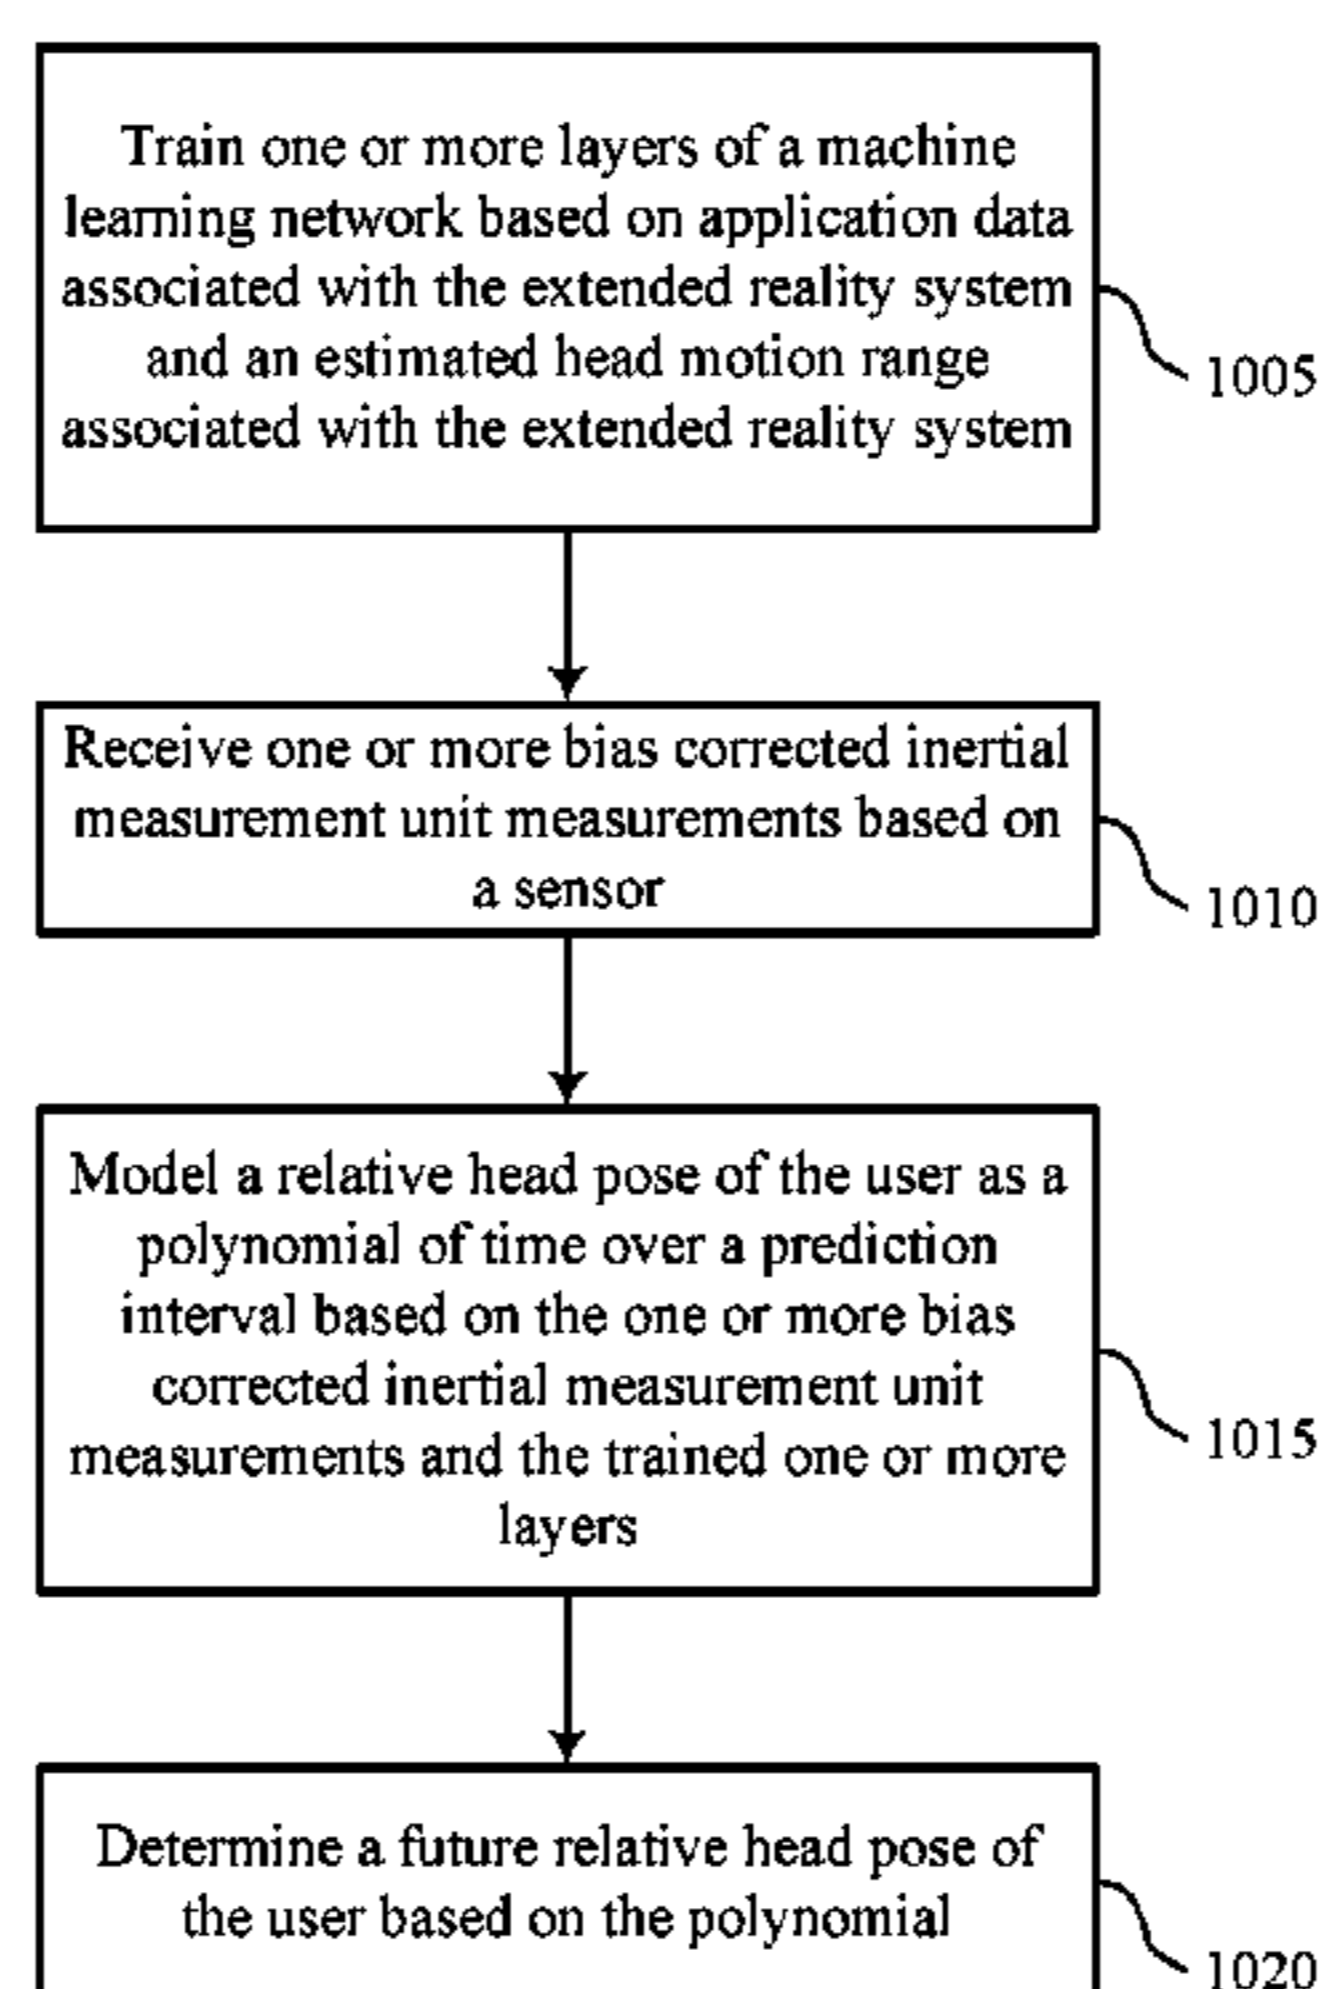 Train one or more layers of a machine
learning network based on application data
associated with the extended reality system
and an estimated head motion range
associated with the extended reality system
1005
Receive one or more bias corrected inertial
measurement unit measurements based on
a sensor
1010
Model a relative head pose of the user as a
polynomial of time over a prediction
interval based on the one or more bias
corrected inertial measurement unit
measurements and the trained one or more
layers
1015
Determine a future relative head pose of
the user based on the polynomial
1020